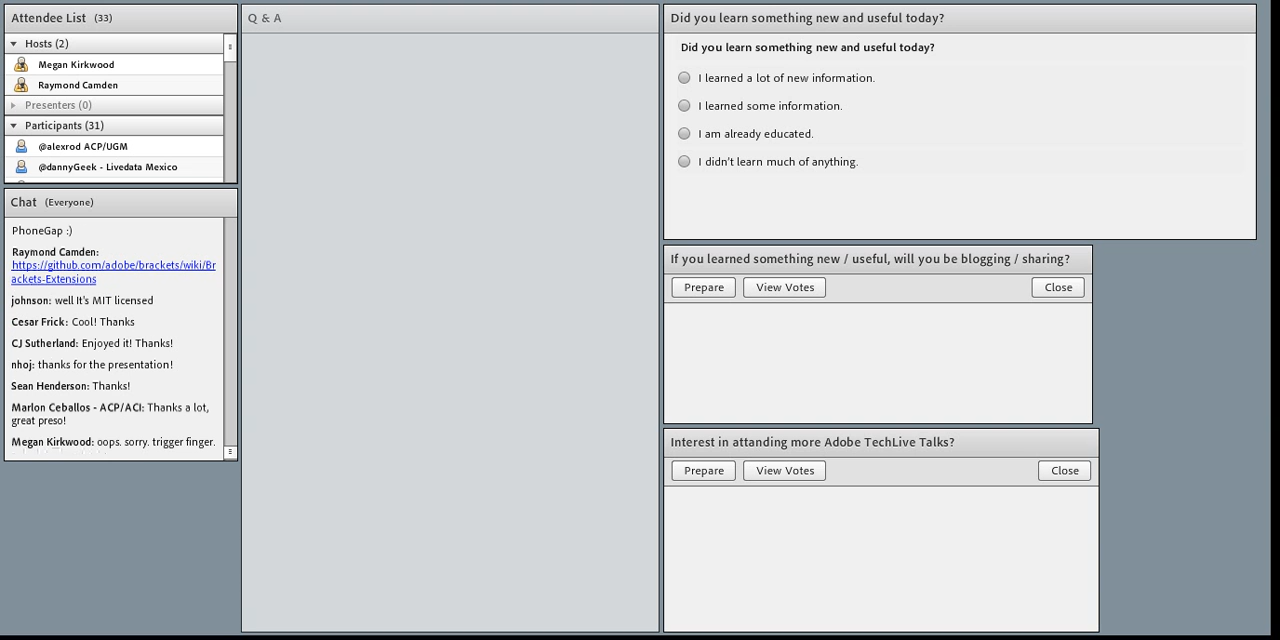 Attendee List (33)
Hosts (2)
Megan Kirkwood
Raymond Camden
Presenters (0)
Participants (31)
@alexrod ACP/UGM
@dannyGeek - Livedata Mexico
Chat (Everyone)
PhoneGap :)
Raymond Camden:
https://github.com/adobe/brackets/wiki/Br
ackets-Extensions
johnson: well It's MIT licensed
Cesar Frick: Cool! Thanks
CJ Sutherland: Enjoyed it! Thanks!
nhoj: thanks for the presentation!
Sean Henderson: Thanks!
Marlon Ceballos - ACP/ACI: Thanks a lot,
great preso!
Megan Kirkwood: oops. sorry. trigger finger.
Q & A
Did you learn something new and useful today?
Did you learn something new and useful today?
I learned a lot of new information.
I learned some information.
I am already educated.
I didn't learn much of anything.
If you learned something new / useful, will you be blogging / sharing?
Prepare View Votes Close
Interest in attanding more Adobe TechLive Talks?
Prepare View Votes Close